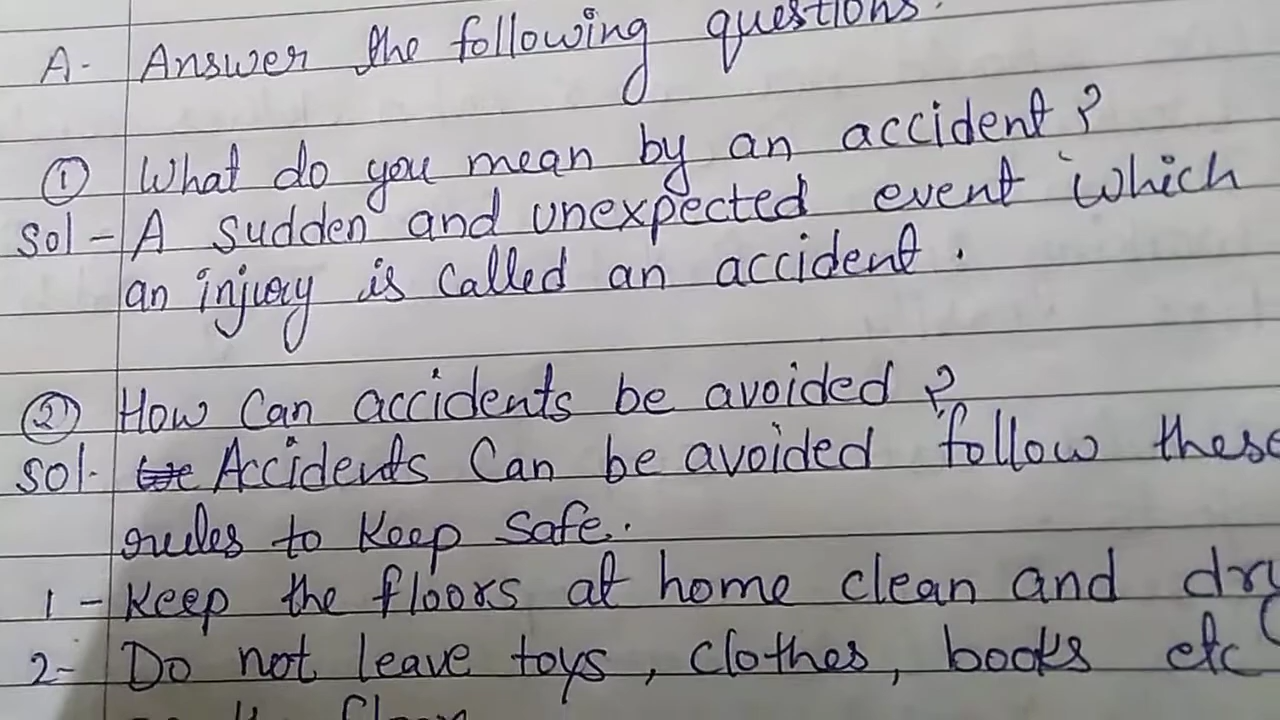 A- Answer the following questions.
① What do you mean by an accident?
Sol- A sudden and unexpected event which
an injury is called an accident.
② How can accidents be avoided?
Sol- Accidents can be avoided follow these
rules to keep safe.
1- Keep the floors at home clean and dry
2- Do not leave toys, clothes, books etc